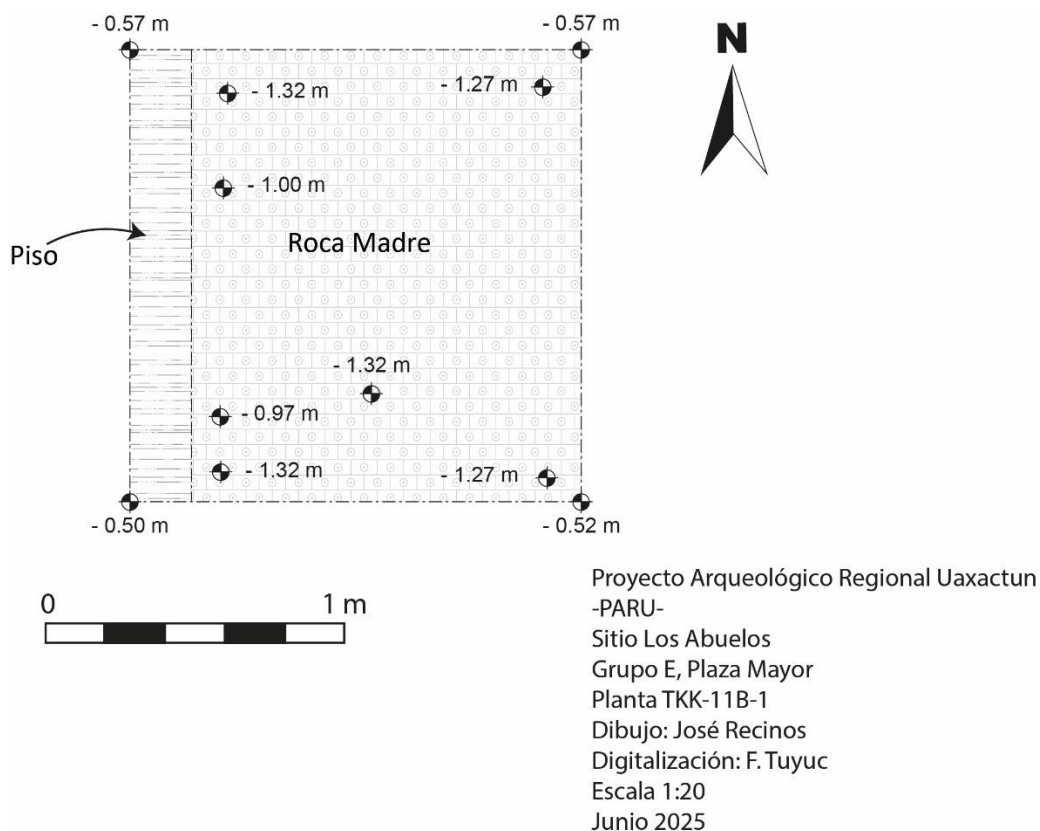 - 0.57 m
- 0.57 m
N
- 1.32 m
- 1.27 m
- 1.00 m
Piso
Roca Madre
- 1.32 m
- 0.97 m
- 1.32 m
- 1.27 m
- 0.50 m
- 0.52 m
0
1 m
Proyecto Arqueológico Regional Uaxactun
-PARU-
Sitio Los Abuelos
Grupo E, Plaza Mayor
Planta TKK-11B-1
Dibujo: José Recinos
Digitalización: F. Tuyuc
Escala 1:20
Junio 2025